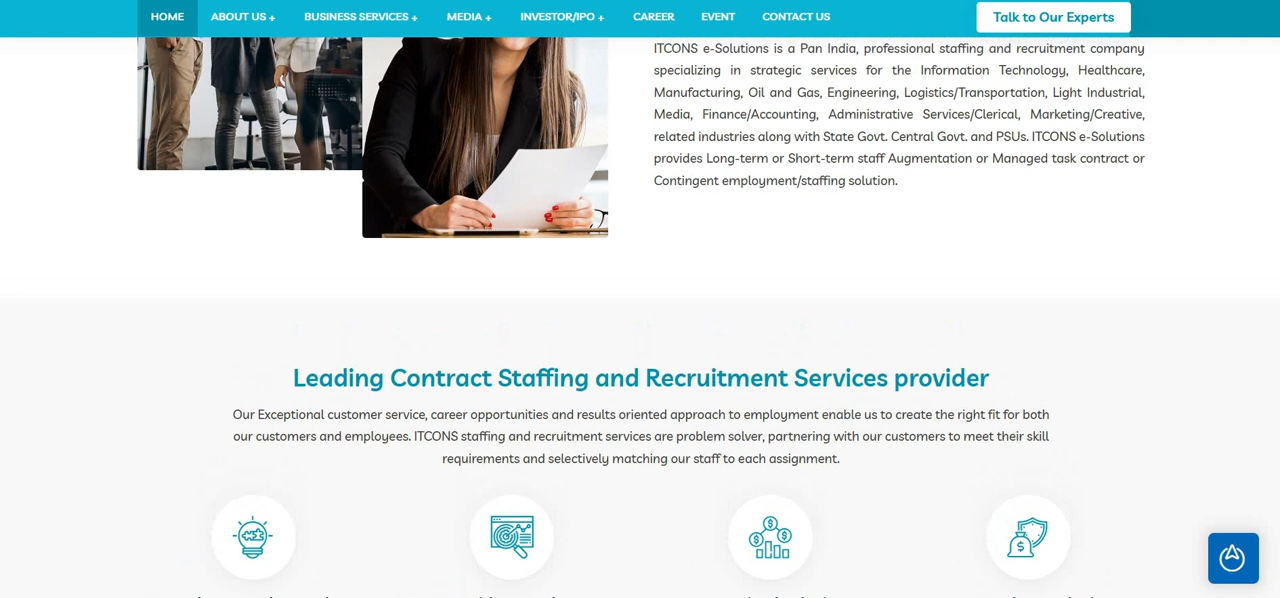 HOME ABOUT US + BUSINESS SERVICES + MEDIA + INVESTOR/IPO + CAREER EVENT CONTACT US Talk to Our Experts
ITCONS e-Solutions is a Pan India, professional staffing and recruitment company
specializing in strategic services for the Information Technology, Healthcare,
Manufacturing, Oil and Gas, Engineering, Logistics/Transportation, Light Industrial,
Media, Finance/Accounting, Administrative Services/Clerical, Marketing/Creative,
related industries along with State Govt. Central Govt. and PSUs. ITCONS e-Solutions
provides Long-term or Short-term staff Augmentation or Managed task contract or
Contingent employment/staffing solution.
Leading Contract Staffing and Recruitment Services provider
Our Exceptional customer service, career opportunities and results oriented approach to employment enable us to create the right fit for both
our customers and employees. ITCONS staffing and recruitment services are problem solver, partnering with our customers to meet their skill
requirements and selectively matching our staff to each assignment.